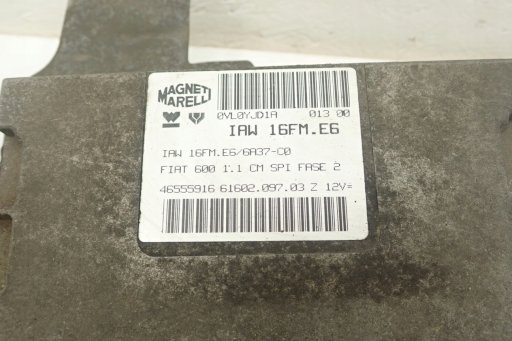 MAGNETI
MARELLI
0VL0YJD1A 013 00
IAW 16FM.E6
IAW 16FM.E6/6A37-C0
FIAT 600 1'.1 CM SPI FASE 2
46555916 61602.097.03 Z 12V=